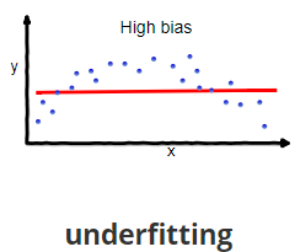 High bias
y
x
underfitting